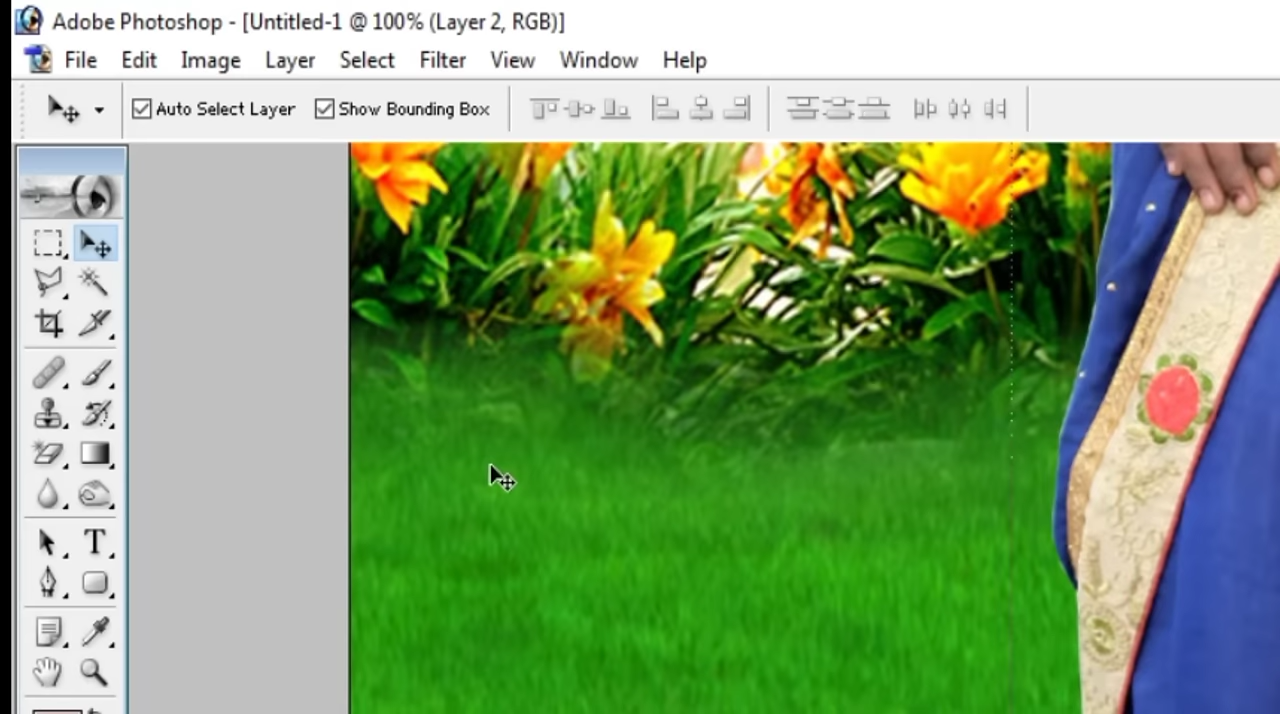 Adobe Photoshop - [Untitled-1 @ 100% (Layer 2, RGB)]
File Edit Image Layer Select Filter View Window Help
Auto Select Layer Show Bounding Box
T